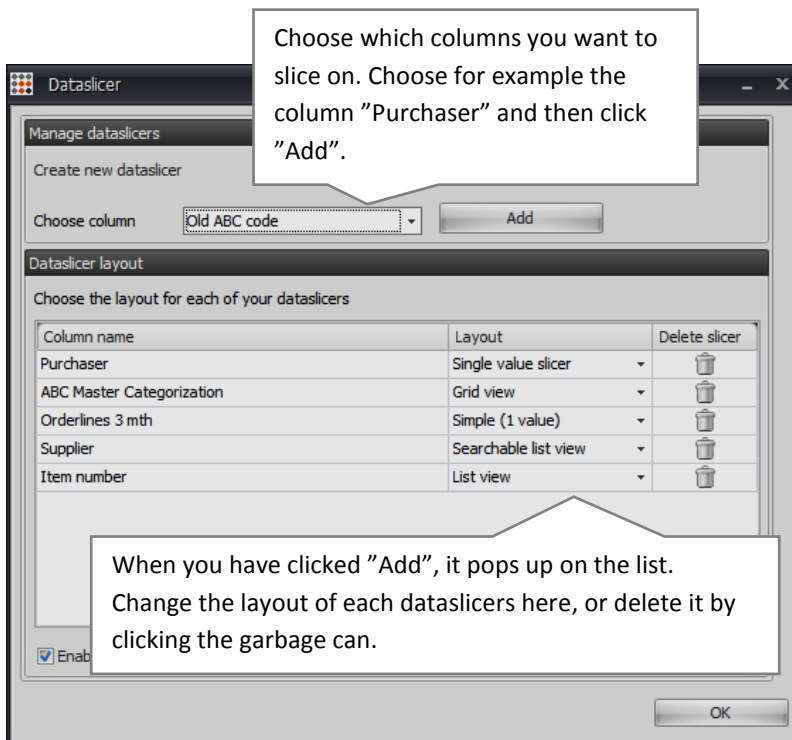 Choose which columns you want to
slice on. Choose for example the
column ”Purchaser” and then click
”Add”.
Dataslicer
Manage dataslicers
Create new dataslicer
Choose column
Old ABC code
Add
Dataslicer layout
Choose the layout for each of your dataslicers
Column name Layout Delete slicer
Purchaser Single value slicer
ABC Master Categorization Grid view
Orderlines 3 mth Simple (1 value)
Supplier Searchable list view
Item number List view
When you have clicked ”Add”, it pops up on the list.
Change the layout of each dataslicers here, or delete it by
clicking the garbage can.
OK